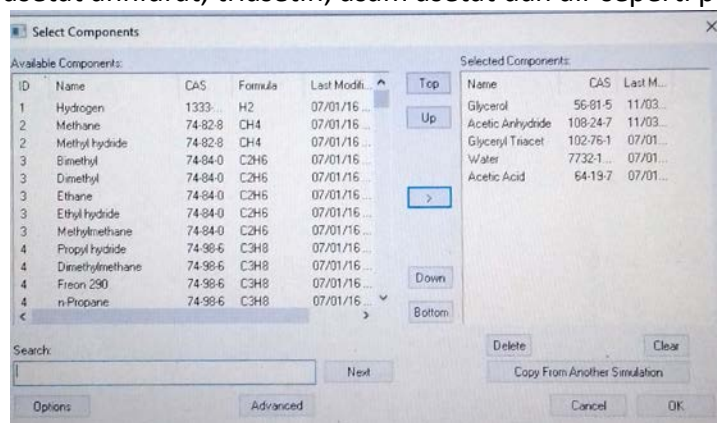 Select Components
Available Components:
ID Name CAS Formula Last Modifi...
1 Hydrogen 1333-... H2 07/01/16 ...
2 Methane 74-82-8 CH4 07/01/16 ...
2 Methyl hydride 74-82-8 CH4 07/01/16 ...
3 Bimethyl 74-84-0 C2H6 07/01/16 ...
3 Dimethyl 74-84-0 C2H6 07/01/16 ...
3 Ethane 74-84-0 C2H6 07/01/16 ...
3 Ethyl hydride 74-84-0 C2H6 07/01/16 ...
3 Methylmethane 74-84-0 C2H6 07/01/16 ...
4 Propyl hydride 74-98-6 C3H8 07/01/16 ...
4 Dimethylmethane 74-98-6 C3H8 07/01/16 ...
4 Freon 290 74-98-6 C3H8 07/01/16 ...
4 n-Propane 74-98-6 C3H8 07/01/16 ...
Search:
Next
Options
Advanced
Top
Up
>
Down
Bottom
Selected Components:
Name CAS Last M...
Glycerol 56-81-5 11/03...
Acetic Anhydride 108-24-7 11/03...
Glyceryl Triacet 102-76-1 07/01...
Water 7732-1... 07/01...
Acetic Acid 64-19-7 07/01...
Delete
Clear
Copy From Another Simulation
Cancel
OK